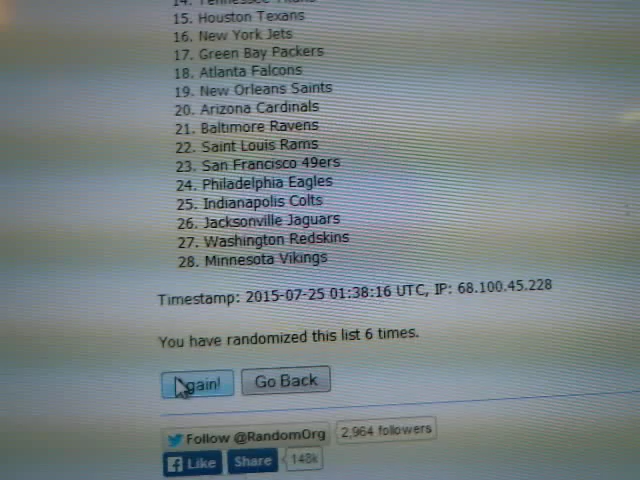 14. Tennessee Titans
15. Houston Texans
16. New York Jets
17. Green Bay Packers
18. Atlanta Falcons
19. New Orleans Saints
20. Arizona Cardinals
21. Baltimore Ravens
22. Saint Louis Rams
23. San Francisco 49ers
24. Philadelphia Eagles
25. Indianapolis Colts
26. Jacksonville Jaguars
27. Washington Redskins
28. Minnesota Vikings
Timestamp: 2015-07-25 01:38:16 UTC, IP: 68.100.45.228
You have randomized this list 6 times.
Again! Go Back
Follow @RandomOrg 2,964 followers
Like Share 148k